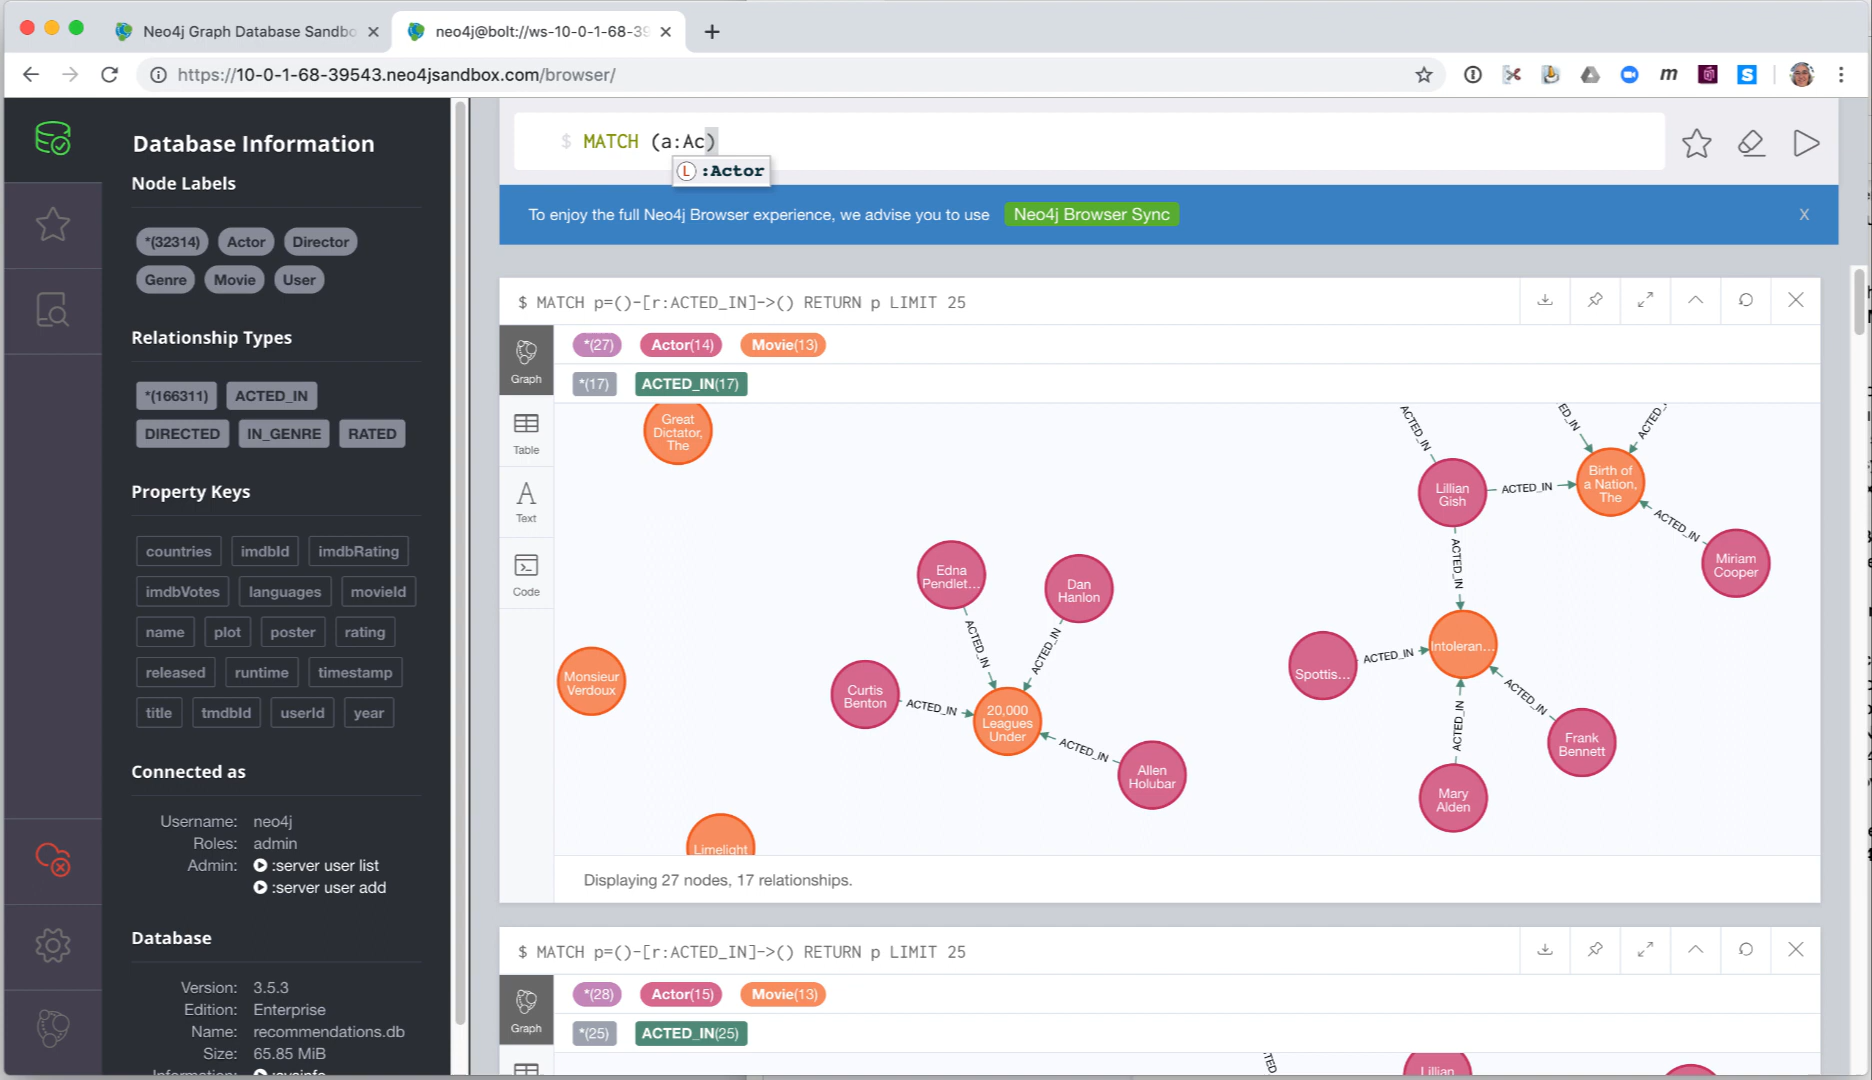 Neo4j Graph Database Sandbo
neo4j@bolt://ws-10-0-1-68-39
https://10-0-1-68-39543.neo4jsandbox.com/browser/
Database Information
Node Labels
*(32314) Actor Director
Genre Movie User
Relationship Types
*(166311) ACTED_IN
DIRECTED IN_GENRE RATED
Property Keys
countries imdbId imdbRating
imdbVotes languages movieId
name plot poster rating
released runtime timestamp
title tmdbId userId year
Connected as
Username: neo4j
Roles: admin
Admin: :server user list
:server user add
Database
Version: 3.5.3
Edition: Enterprise
Name: recommendations.db
Size: 65.85 MiB
$ MATCH (a:Ac)
L :Actor
To enjoy the full Neo4j Browser experience, we advise you to use Neo4j Browser Sync X
$ MATCH p=()-[r:ACTED_IN]->() RETURN p LIMIT 25
*(27) Actor(14) Movie(13)
*(17) ACTED_IN(17)
Graph
Table
A
Text
Code
Great
Dictator,
The
Monsieur
Verdoux
Limelight
Edna
Pendlet...
Dan
Hanlon
Curtis
Benton
20,000
Leagues
Under
Allen
Holubar
ACTED_IN
ACTED_IN
ACTED_IN
ACTED_IN
ACTED_IN
ED_IN
ACTED_
Lillian
Gish
ACTED_IN
Birth of
a Nation,
The
ACTED_IN
Miriam
Cooper
ACTED_IN
Spottis...
ACTED_IN
Intoleran...
ACTED_IN
Frank
Bennett
ACTED_IN
Mary
Alden
Displaying 27 nodes, 17 relationships.
$ MATCH p=()-[r:ACTED_IN]->() RETURN p LIMIT 25
*(28) Actor(15) Movie(13)
*(25) ACTED_IN(25)
Graph
TED
Lillian